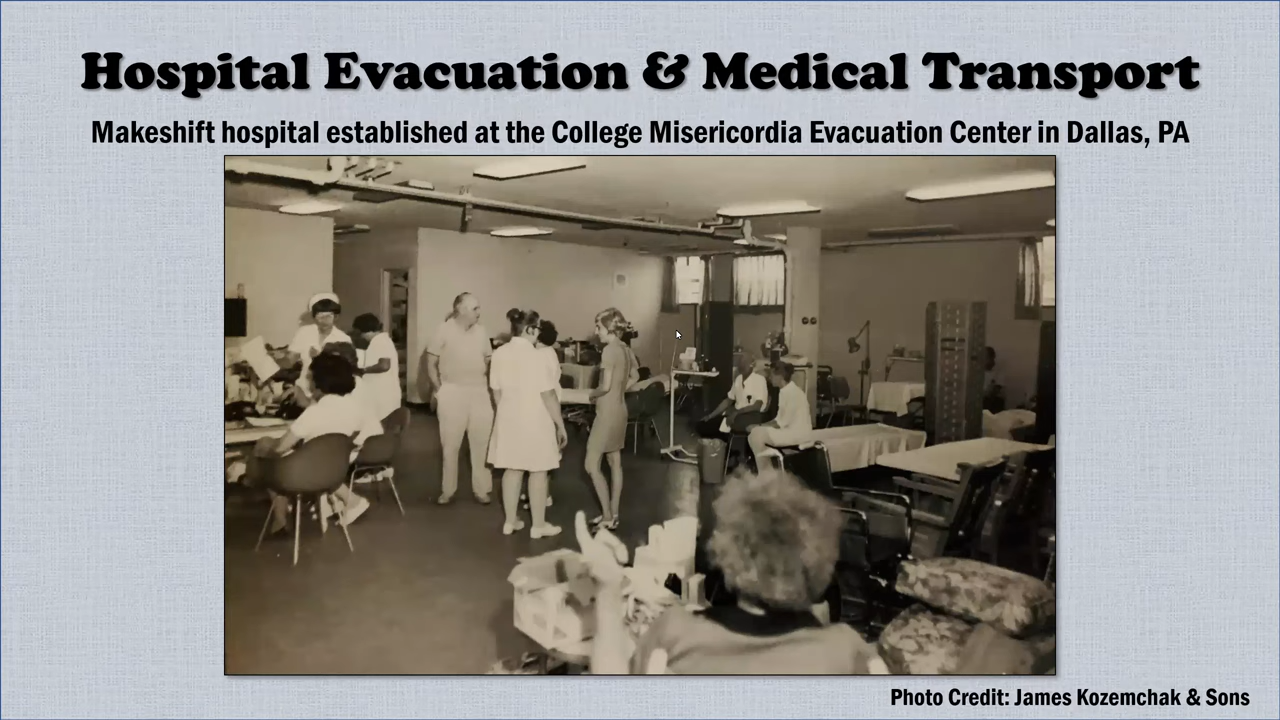 Hospital Evacuation & Medical Transport
Makeshift hospital established at the College Misericordia Evacuation Center in Dallas, PA
Photo Credit: James Kozemchak & Sons